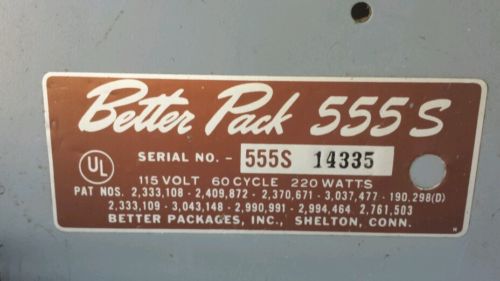 Better Pack 555S
SERIAL NO. - 555S 14335
UL
115 VOLT 60 CYCLE 220 WATTS
PAT NOS. 2,333,108 - 2,409,872 - 2,370,671 - 3,037,477 - 190.298(D)
2,333,109 - 3,043,148 - 2,990,991 - 2,994,464 2,761,503
BETTER PACKAGES, INC., SHELTON, CONN.